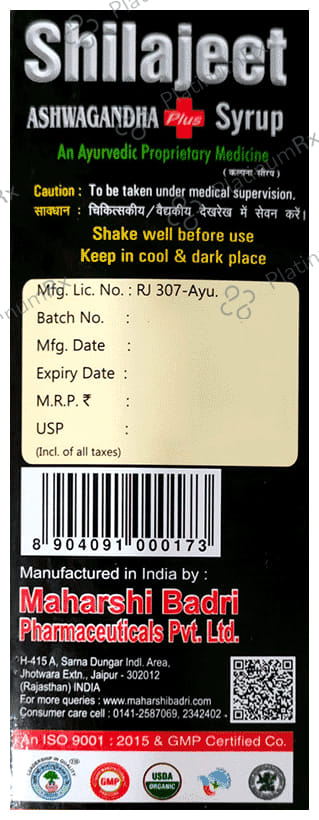 Shilajeet
ASHWAGANDHA Plus Syrup
An Ayurvedic Proprietary Medicine
Caution : To be taken under medical supervision.
सावधान : चिकित्सकीय/वैद्यकीय देखरेख में सेवन करें।
Shake well before use
Keep in cool & dark place
Mfg. Lic. No. : RJ 307-Ayu.
Batch No. :
Mfg. Date :
Expiry Date :
M.R.P. ₹ :
USP :
(Incl. of all taxes)
8 904091 000173
Manufactured in India by :
Maharshi Badri
Pharmaceuticals Pvt. Ltd.
H-415 A, Sarna Dungar Indl. Area,
Jhotwara Extn., Jaipur - 302012
(Rajasthan) INDIA
For more queries : www.maharshibadri.com
Consumer care cell : 0141-2587069, 2342402
An ISO 9001 : 2015 & GMP Certified Co.
LEADERSHIP IN QUALITY
GMP
USDA
ORGANIC
PlatinumRx